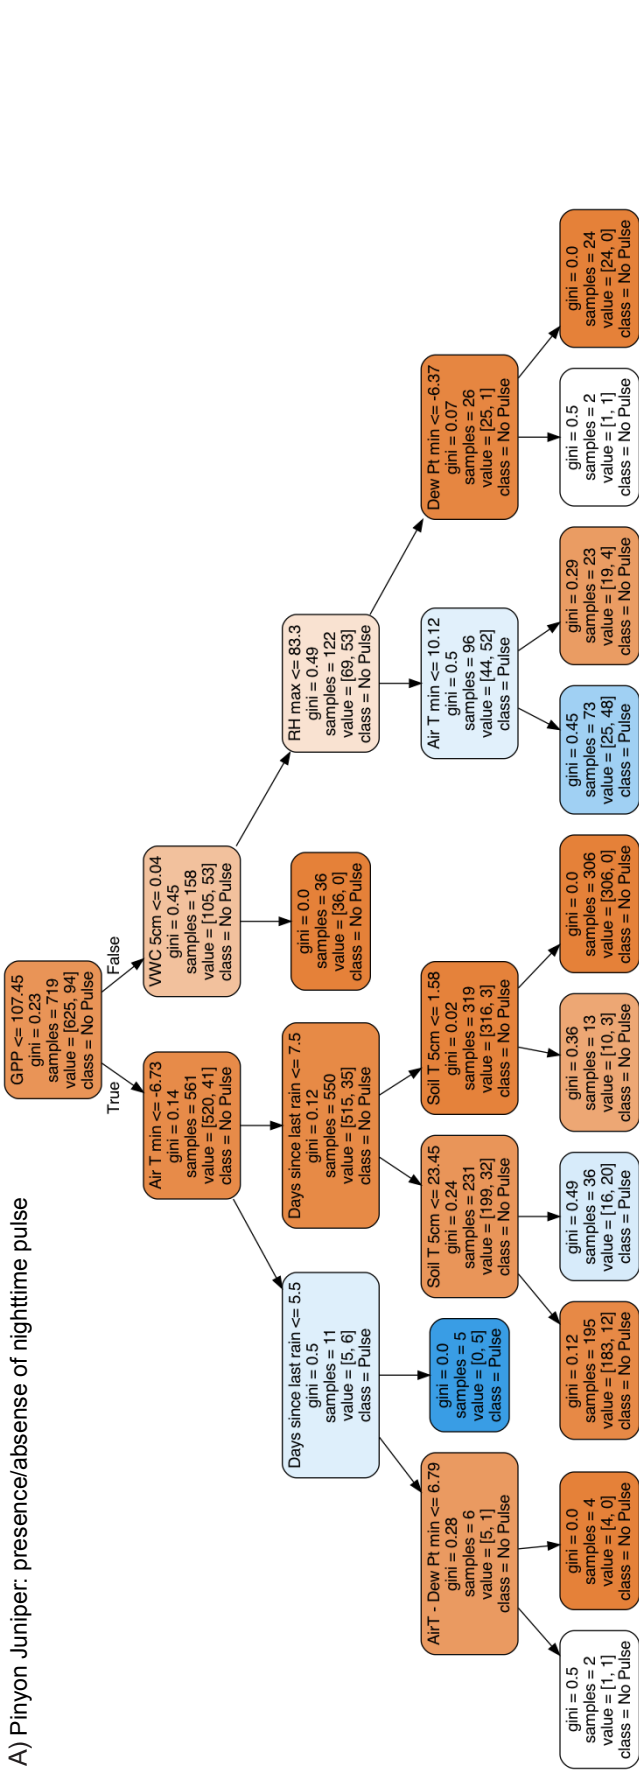 A) Pinyon Juniper: presence/absense of nighttime pulse
GPP <= 107.45
gini = 0.23
samples = 719
value = [625, 94]
class = No Pulse
True
False
Air T min <= -6.73
gini = 0.14
samples = 561
value = [520, 41]
class = No Pulse
VWC 5cm <= 0.04
gini = 0.45
samples = 158
value = [105, 53]
class = No Pulse
Days since last rain <= 5.5
gini = 0.5
samples = 11
value = [5, 6]
class = Pulse
Days since last rain <= 7.5
gini = 0.12
samples = 550
value = [515, 35]
class = No Pulse
gini = 0.0
samples = 36
value = [36, 0]
class = No Pulse
RH max <= 83.3
gini = 0.49
samples = 122
value = [69, 53]
class = No Pulse
AirT - Dew Pt min <= 6.79
gini = 0.28
samples = 6
value = [5, 1]
class = No Pulse
gini = 0.0
samples = 5
value = [0, 5]
class = Pulse
Soil T 5cm <= 23.45
gini = 0.24
samples = 231
value = [199, 32]
class = No Pulse
Soil T 5cm <= 1.58
gini = 0.02
samples = 319
value = [316, 3]
class = No Pulse
Air T min <= 10.12
gini = 0.5
samples = 96
value = [44, 52]
class = Pulse
Dew Pt min <= -6.37
gini = 0.07
samples = 26
value = [25, 1]
class = No Pulse
gini = 0.5
samples = 2
value = [1, 1]
class = No Pulse
gini = 0.0
samples = 4
value = [4, 0]
class = No Pulse
gini = 0.12
samples = 195
value = [183, 12]
class = No Pulse
gini = 0.49
samples = 36
value = [16, 20]
class = Pulse
gini = 0.36
samples = 13
value = [10, 3]
class = No Pulse
gini = 0.0
samples = 306
value = [306, 0]
class = No Pulse
gini = 0.45
samples = 73
value = [25, 48]
class = Pulse
gini = 0.29
samples = 23
value = [19, 4]
class = No Pulse
gini = 0.5
samples = 2
value = [1, 1]
class = No Pulse
gini = 0.0
samples = 24
value = [24, 0]
class = No Pulse